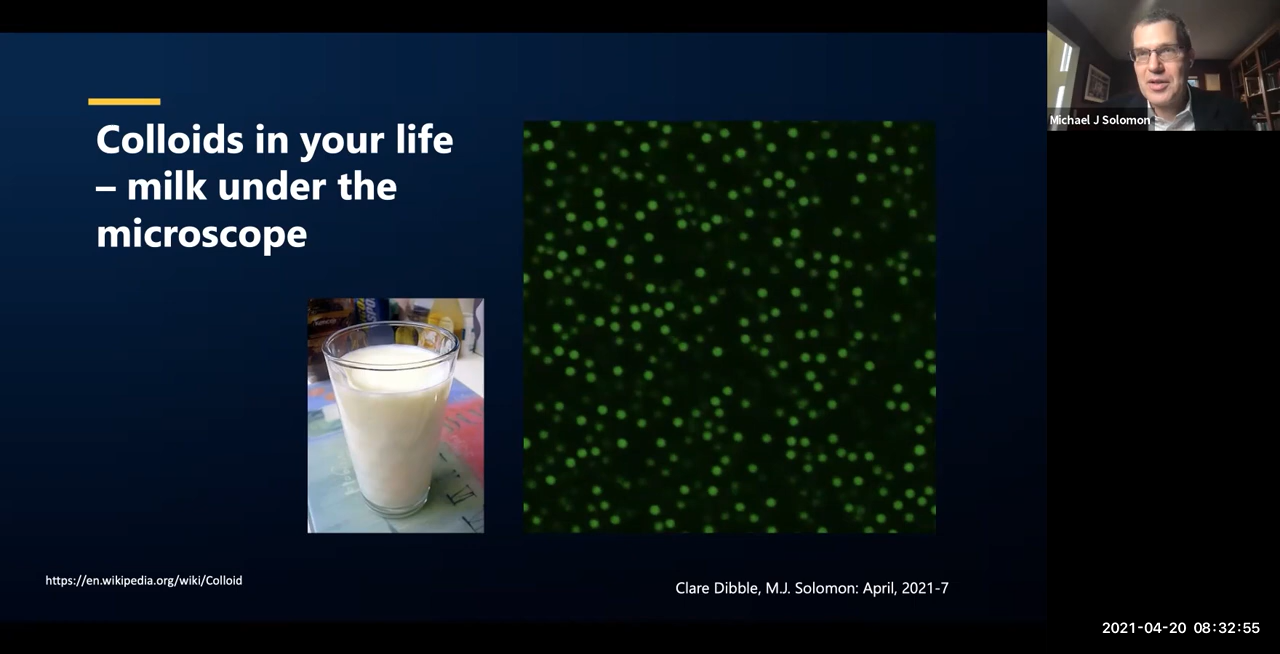 Colloids in your life
– milk under the
microscope
https://en.wikipedia.org/wiki/Colloid
Clare Dibble, M.J. Solomon: April, 2021-7
Michael J Solomon
2021-04-20 08:32:55